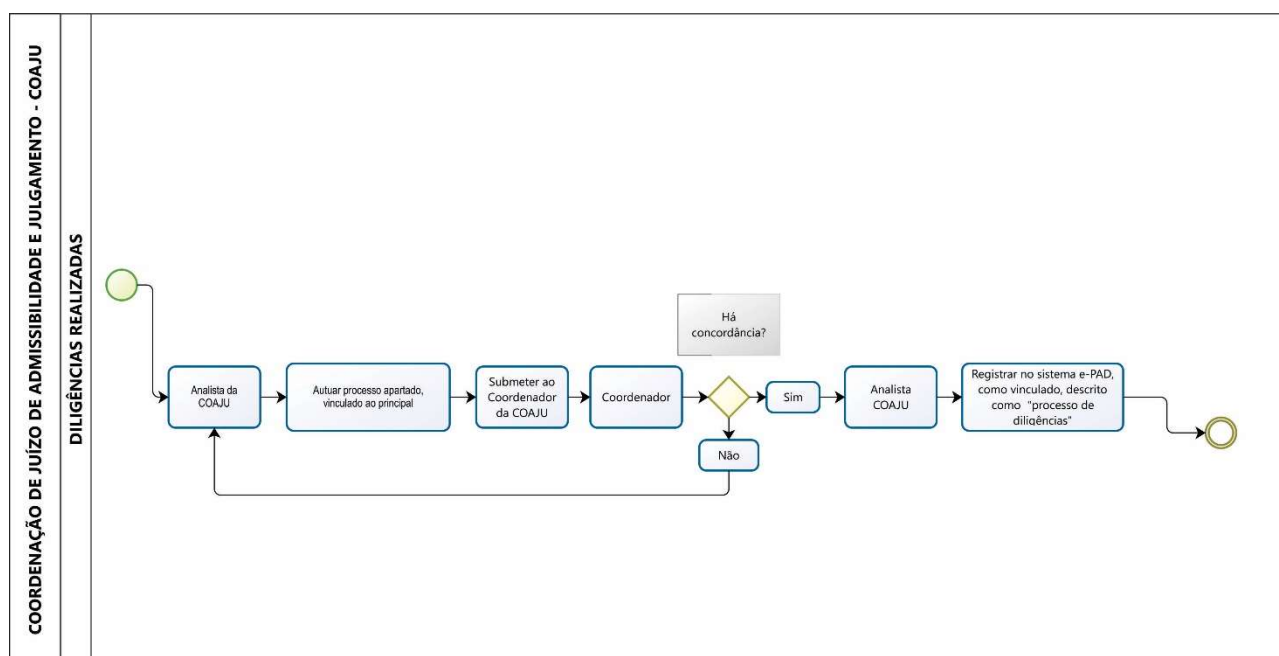 COORDENAÇÃO DE JUÍZO DE ADMISSIBILIDADE E JULGAMENTO - COAJU
DILIGÊNCIAS REALIZADAS
Analista da
COAJU
Autuar processo apartado,
vinculado ao principal
Submeter ao
Coordenador
da COAJU
Coordenador
Há
concordância?
Sim
Não
Analista
COAJU
Registrar no sistema e-PAD,
como vinculado, descrito
como "processo de
diligências"